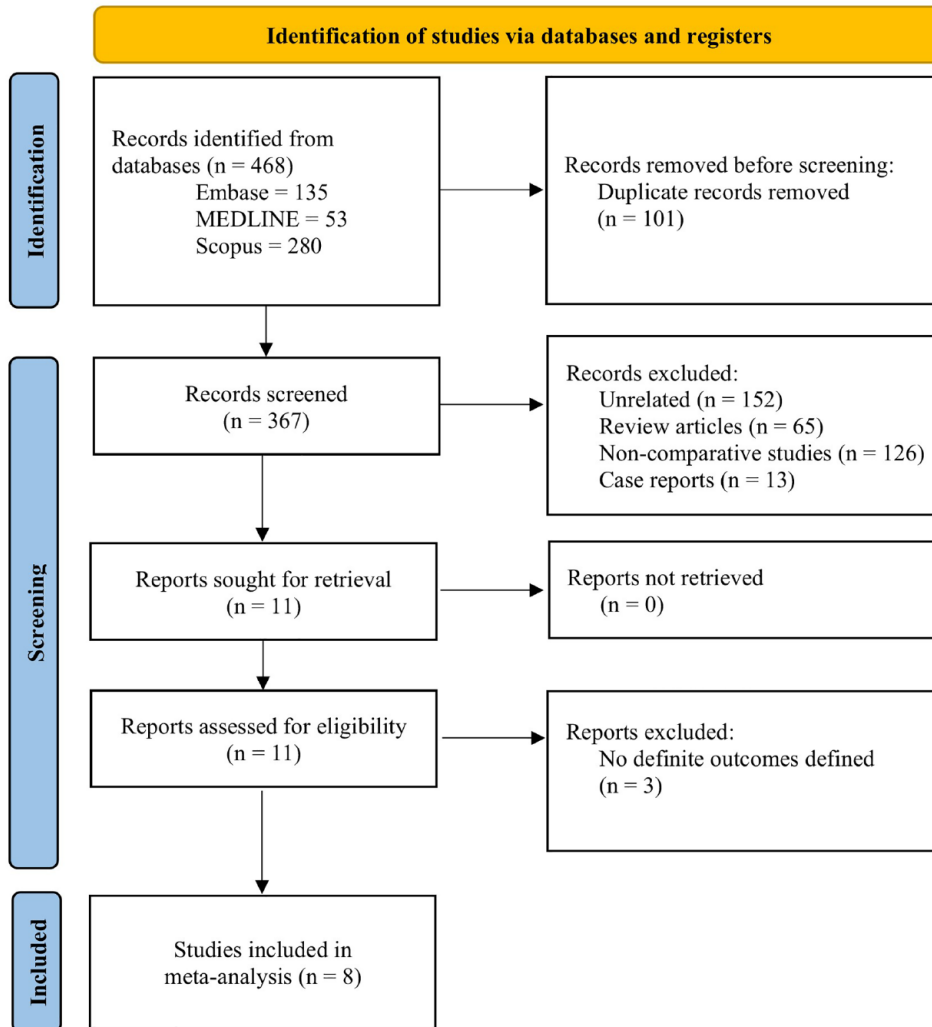 Identification of studies via databases and registers
Identification
Records identified from
databases (n = 468)
Embase = 135
MEDLINE = 53
Scopus = 280
Records removed before screening:
Duplicate records removed
(n = 101)
Screening
Records screened
(n = 367)
Records excluded:
Unrelated (n = 152)
Review articles (n = 65)
Non-comparative studies (n = 126)
Case reports (n = 13)
Reports sought for retrieval
(n = 11)
Reports not retrieved
(n = 0)
Reports assessed for eligibility
(n = 11)
Reports excluded:
No definite outcomes defined
(n = 3)
Included
Studies included in
meta-analysis (n = 8)